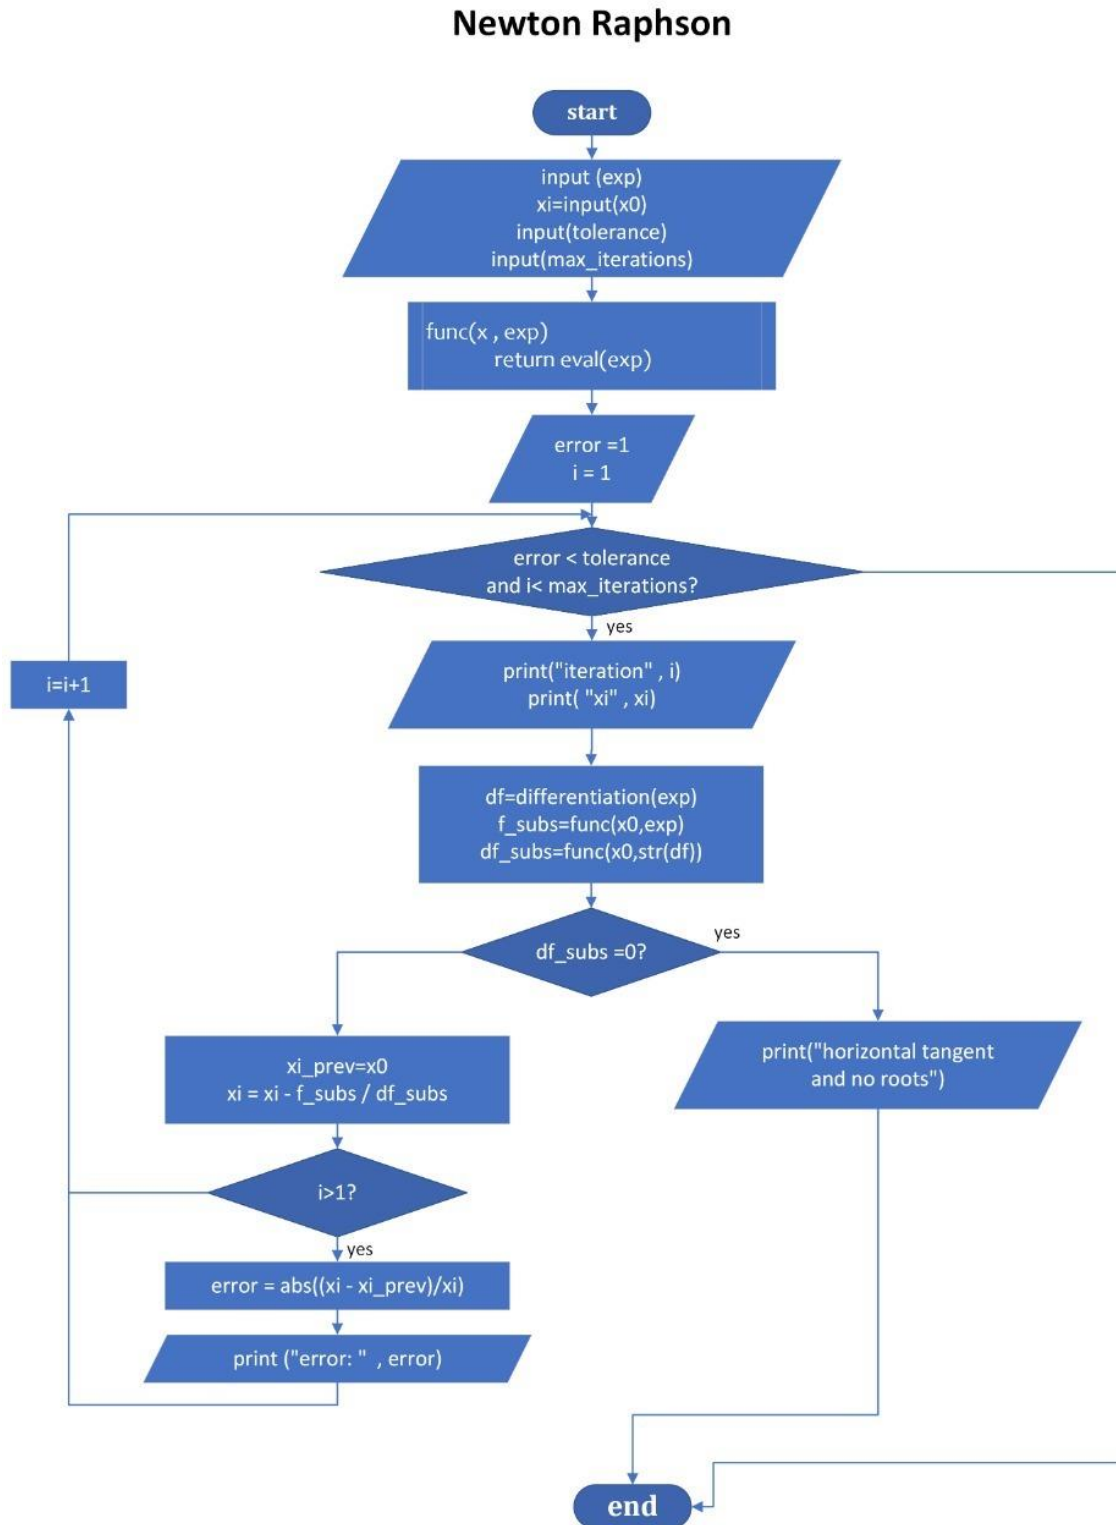 Newton Raphson
start
input (exp)
xi=input(x0)
input(tolerance)
input(max_iterations)
func(x , exp)
return eval(exp)
error =1
i = 1
error < tolerance
and i< max_iterations?
yes
i=i+1
print("iteration" , i)
print( "xi" , xi)
df=differentiation(exp)
f_subs=func(x0,exp)
df_subs=func(x0,str(df))
df_subs =0?
yes
xi_prev=x0
xi = xi - f_subs / df_subs
print("horizontal tangent
and no roots")
i>1?
yes
error = abs((xi - xi_prev)/xi)
print ("error: " , error)
end